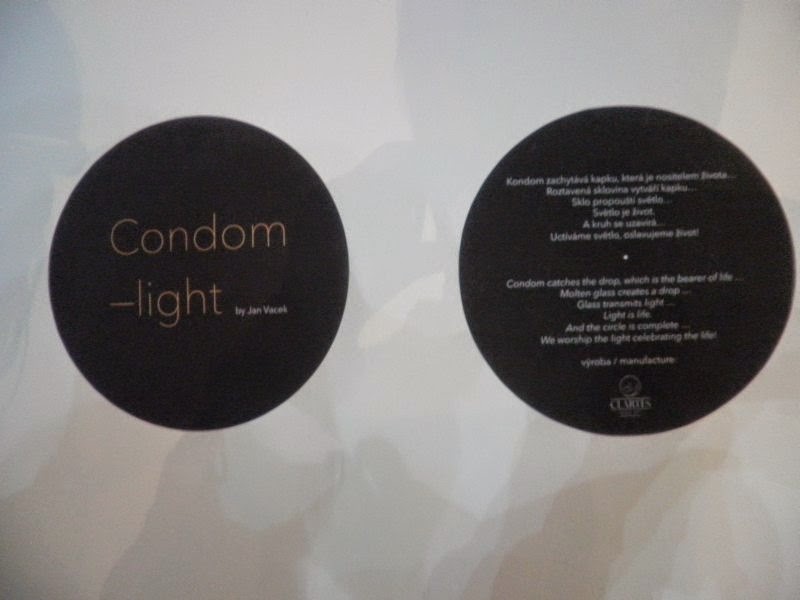 Condom
–light by Jan Vacek
Kondom zachytává kapku, která je nositelem života...
Roztavená sklovina vytváří kapku...
Sklo propouští světlo...
Světlo je život.
A kruh se uzavírá...
Uctíváme světlo, oslavujeme život!
Condom catches the drop, which is the bearer of life ...
Molten glass creates a drop ...
Glass transmits light ...
Light is life.
And the circle is complete ...
We worship the light celebrating the life!
výroba / manufacture: